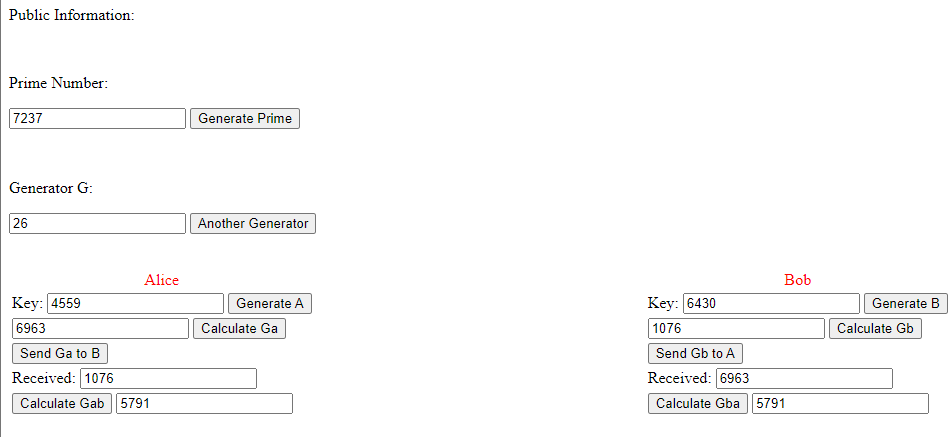 Public Information:
Prime Number:
7237 Generate Prime
Generator G:
26 Another Generator
Alice Bob
Key: 4559 Generate A Key: 6430 Generate B
6963 Calculate Ga 1076 Calculate Gb
Send Ga to B Send Gb to A
Received: 1076 Received: 6963
Calculate Gab 5791 Calculate Gba 5791